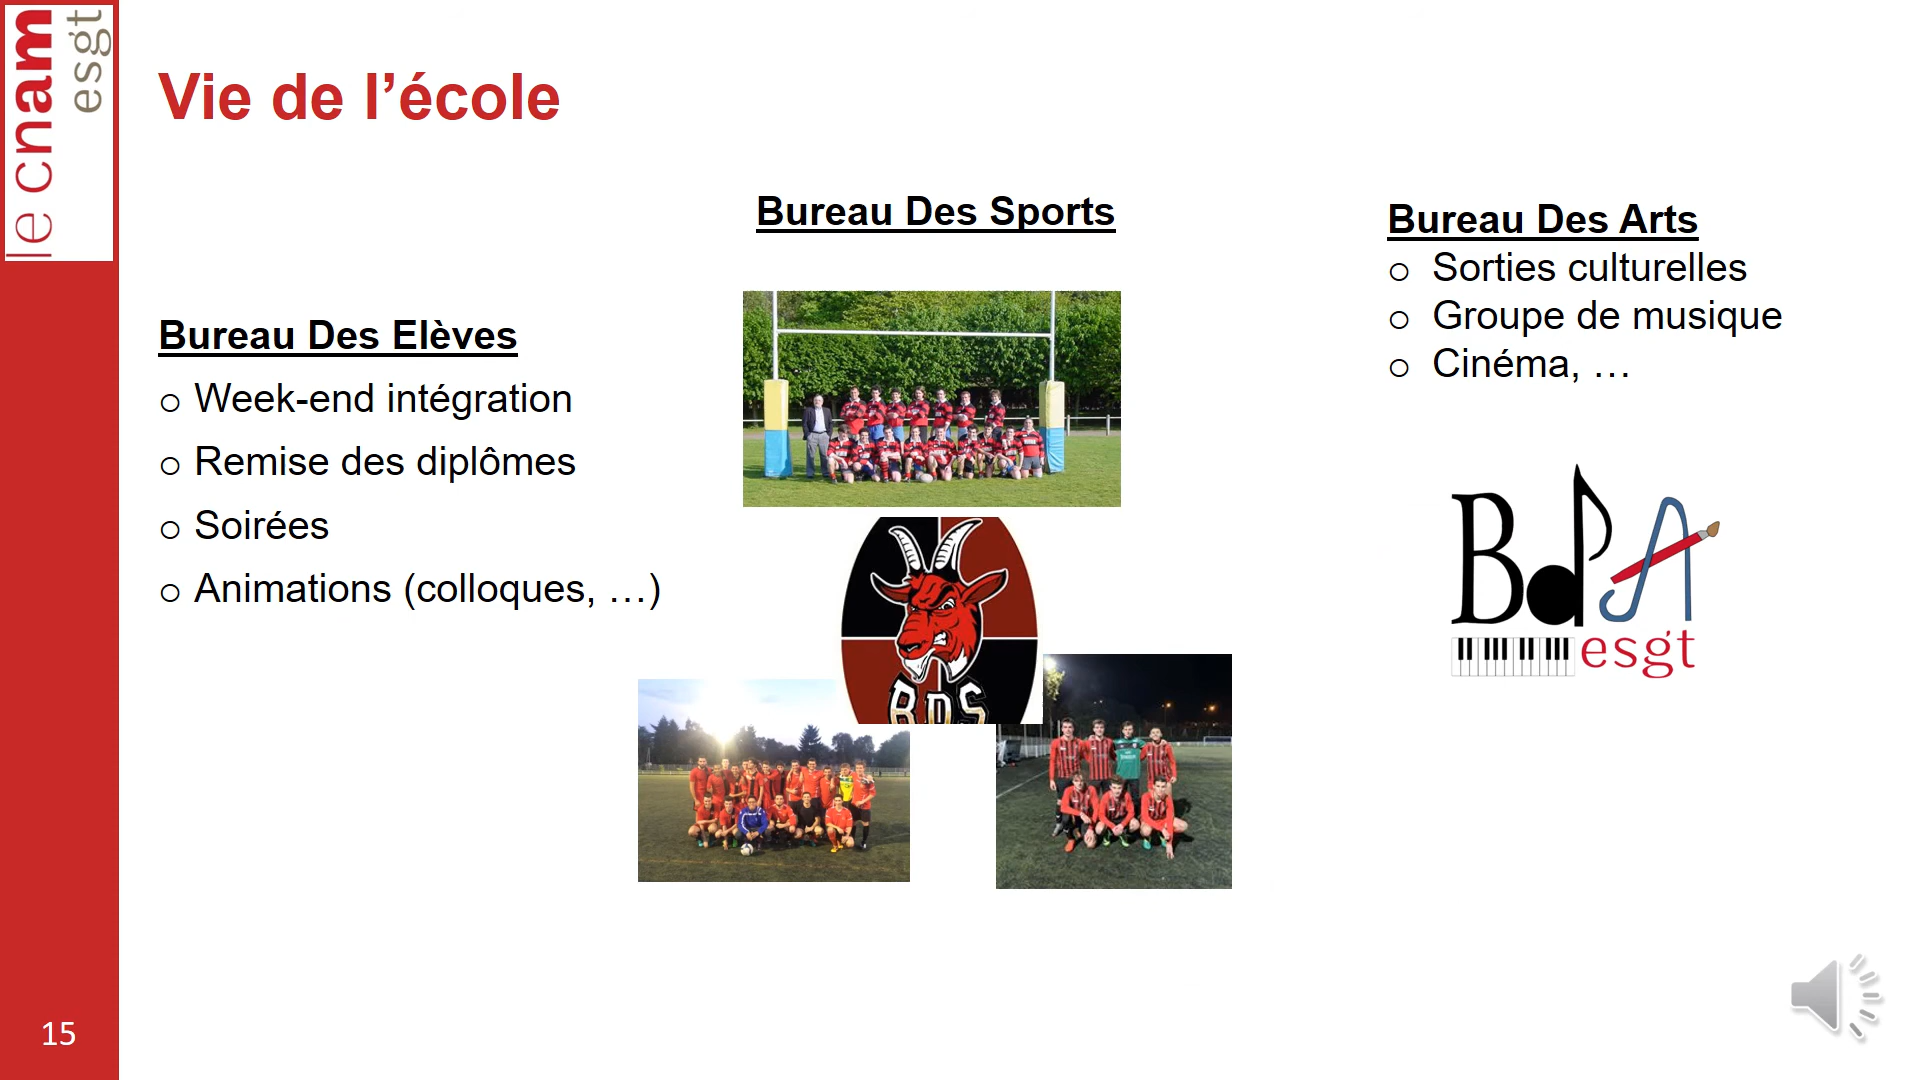 le cnam
esgt
Vie de l’école
Bureau Des Elèves
o Week-end intégration
o Remise des diplômes
o Soirées
o Animations (colloques, …)
Bureau Des Sports
BDS
Bureau Des Arts
o Sorties culturelles
o Groupe de musique
o Cinéma, …
BdA
esgt
15